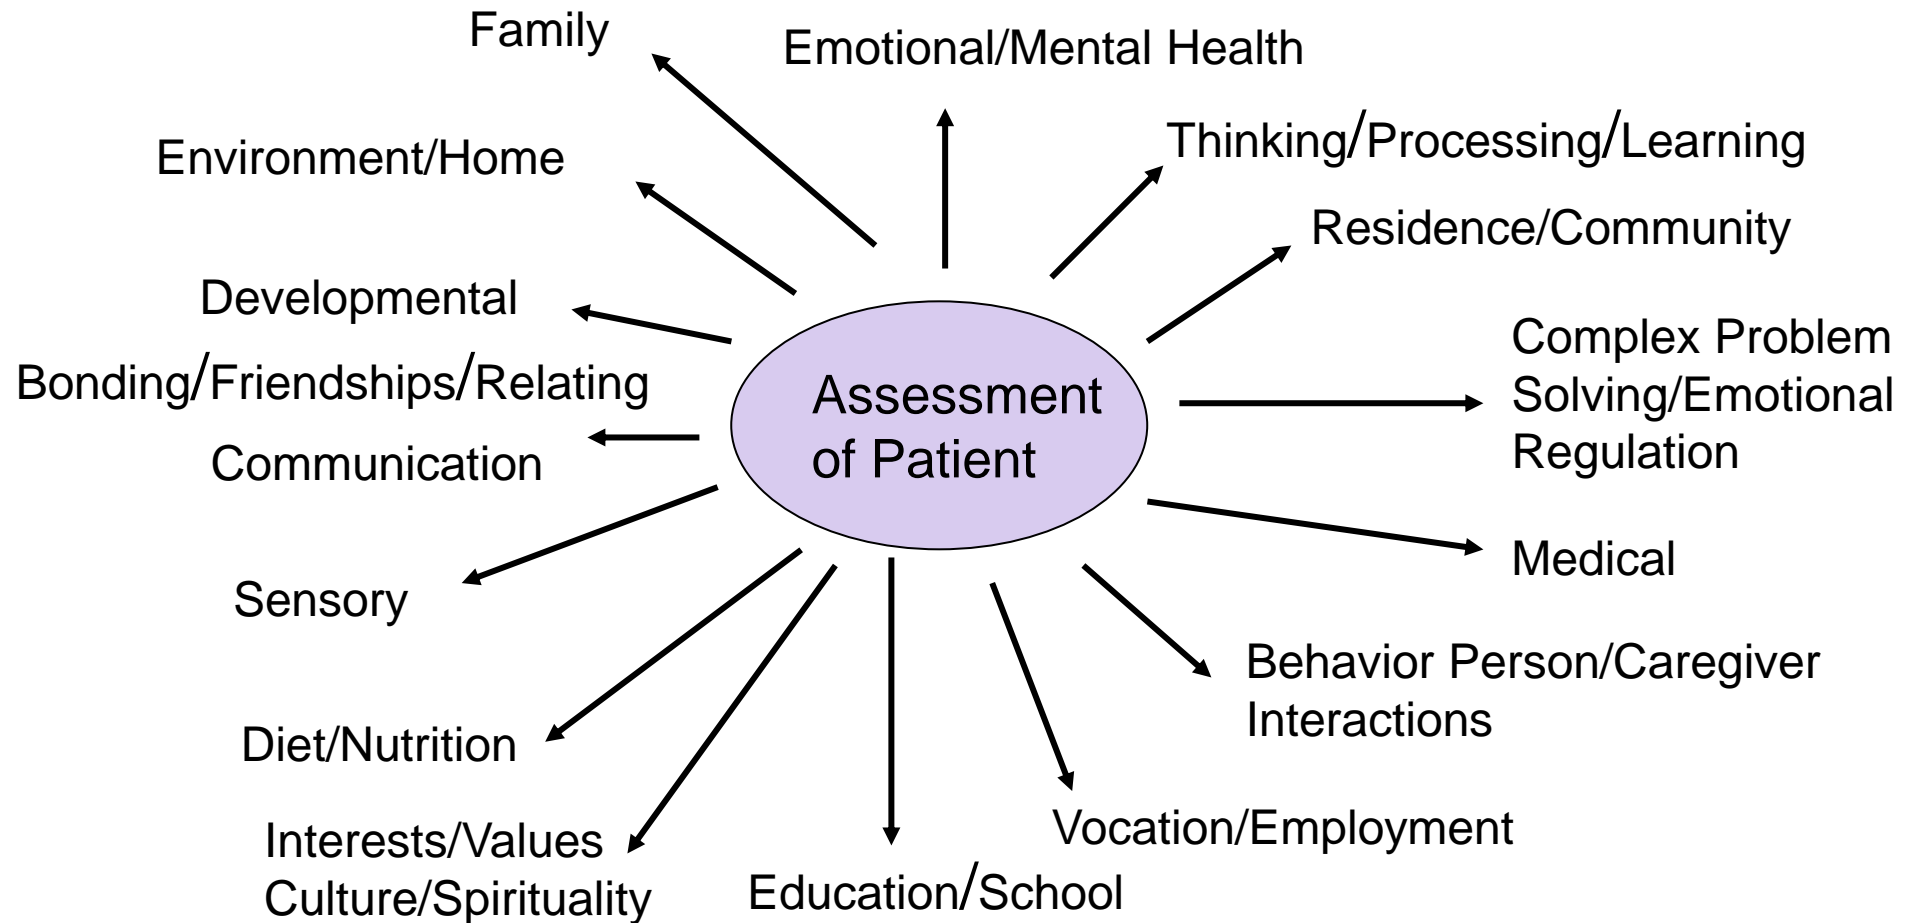 Family
Emotional/Mental Health
Thinking/Processing/Learning
Environment/Home
Residence/Community
Developmental
Complex Problem
Solving/Emotional
Regulation
Bonding/Friendships/Relating
Assessment
of Patient
Communication
Medical
Sensory
Behavior Person/Caregiver
Interactions
Diet/Nutrition
Vocation/Employment
Interests/Values
Culture/Spirituality
Education/School